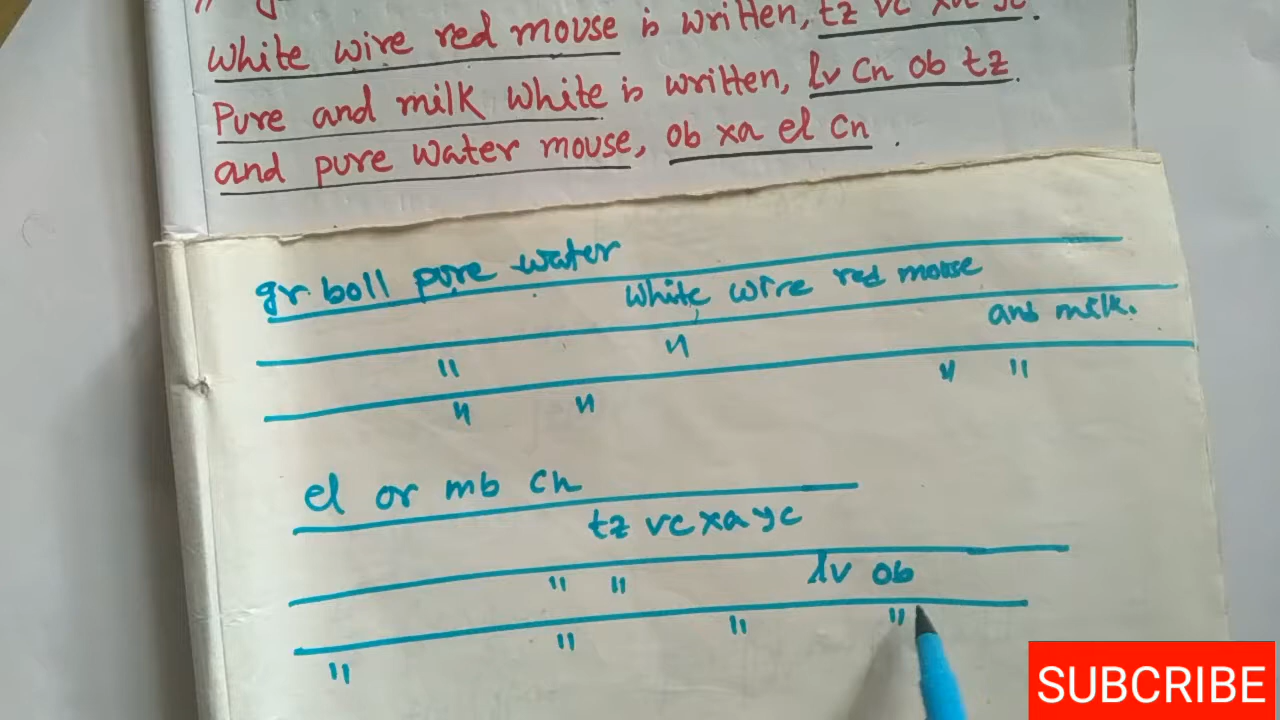 White wire red mouse is written, tz vc xa yc.
Pure and milk white is written, lv cn ob tz.
and pure water mouse, ob xa el cn.
gr boll pure water
white wire red mouse
and milk.
" "
" " " "
el or mb cn
tz vc xa yc
" " lv ob
" " " "
SUBCRIBE